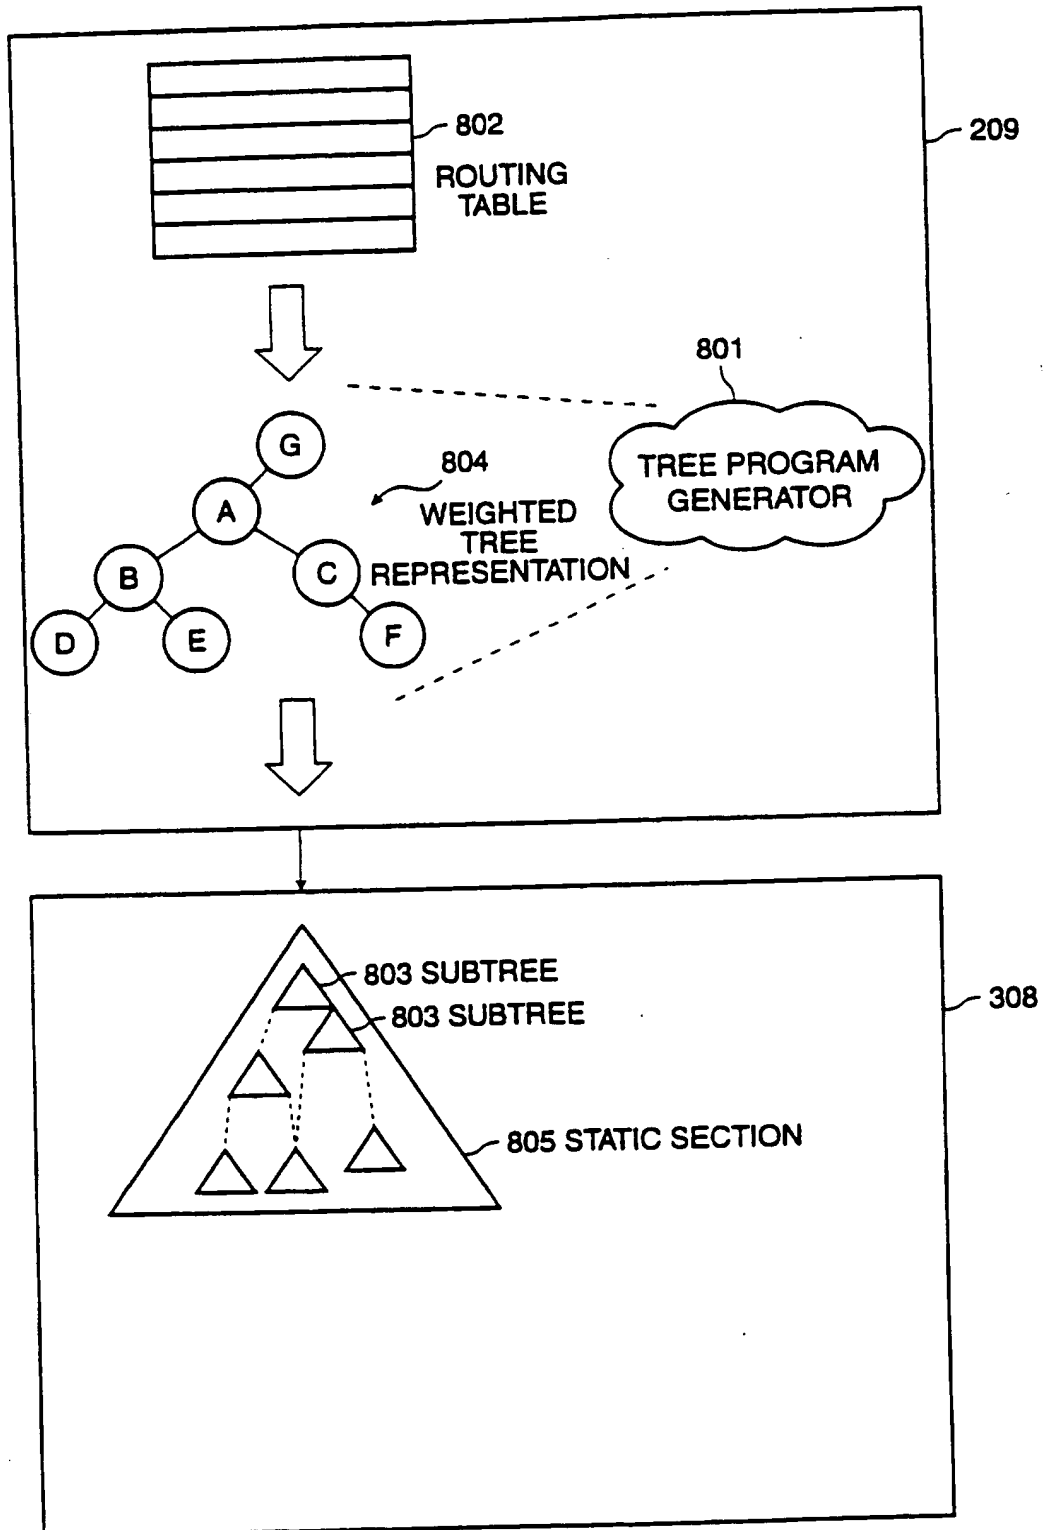 802
ROUTING
TABLE
209
801
TREE PROGRAM
GENERATOR
G
804
WEIGHTED
TREE
REPRESENTATION
A
B
C
D
E
F
803 SUBTREE
803 SUBTREE
308
805 STATIC SECTION